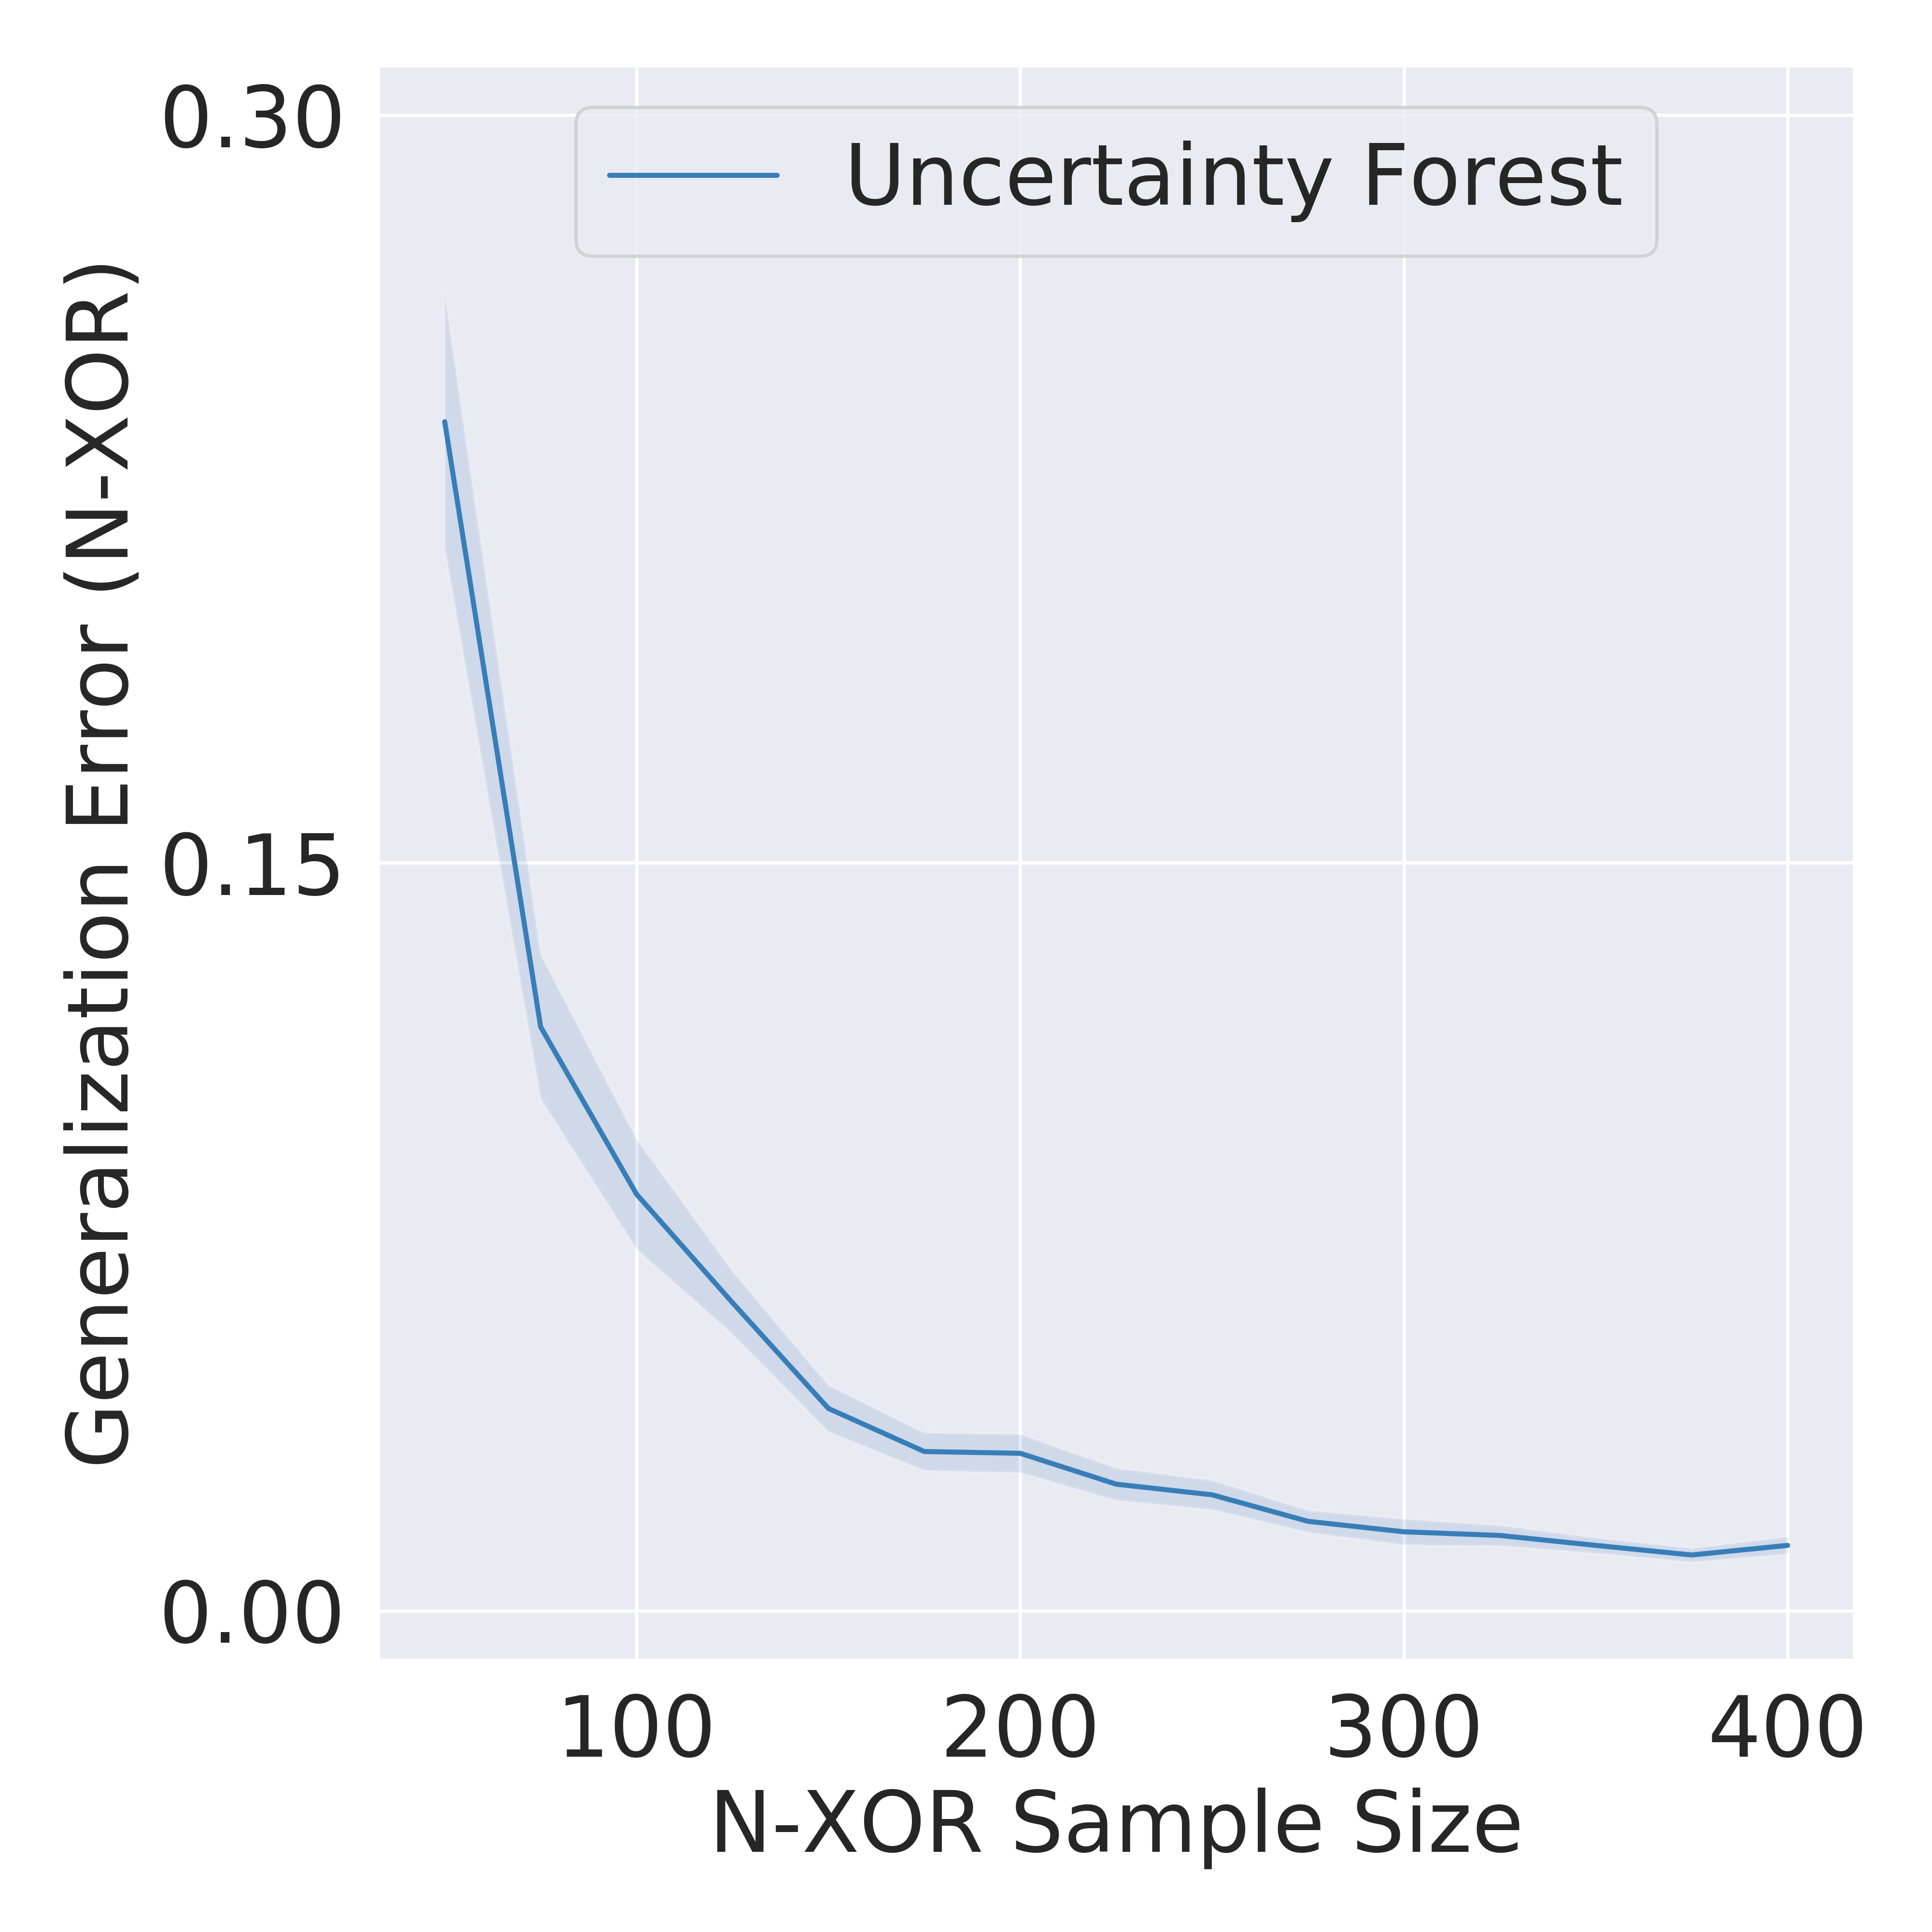 0.30
Uncertainty Forest
Generalization Error (N-XOR)
0.15
0.00
100 200 300 400
N-XOR Sample Size